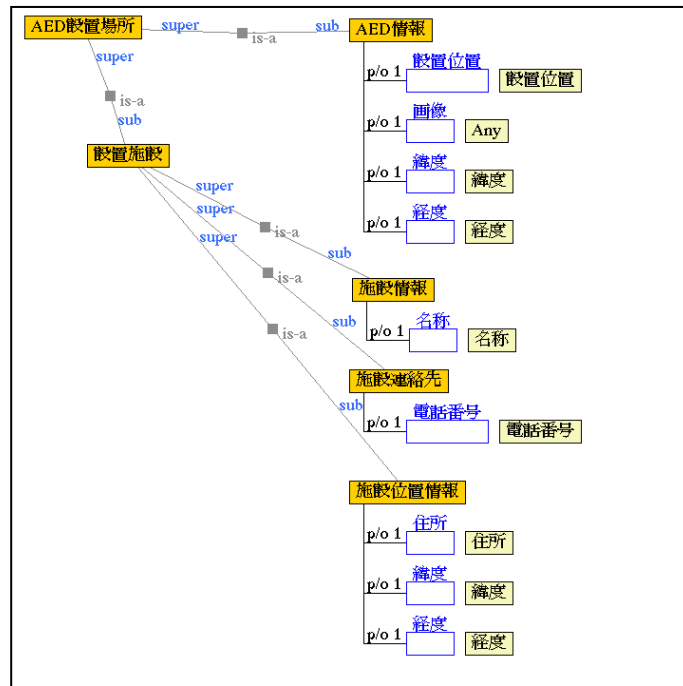 AED設置場所
super
is-a
sub
AED情報
super
is-a
sub
設置施設
p/o 1
設置位置
設置位置
p/o 1
画像
Any
p/o 1
緯度
緯度
p/o 1
経度
経度
super
super
super
is-a
is-a
is-a
sub
施設情報
p/o 1
名称
名称
sub
施設連絡先
p/o 1
電話番号
電話番号
sub
施設位置情報
p/o 1
住所
住所
p/o 1
緯度
緯度
p/o 1
経度
経度